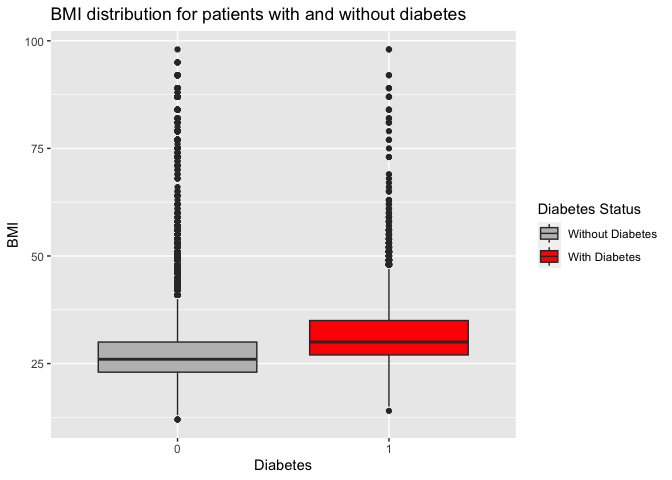 BMI distribution for patients with and without diabetes
100
75
50
25
BMI
0
1
Diabetes
Diabetes Status
Without Diabetes
With Diabetes